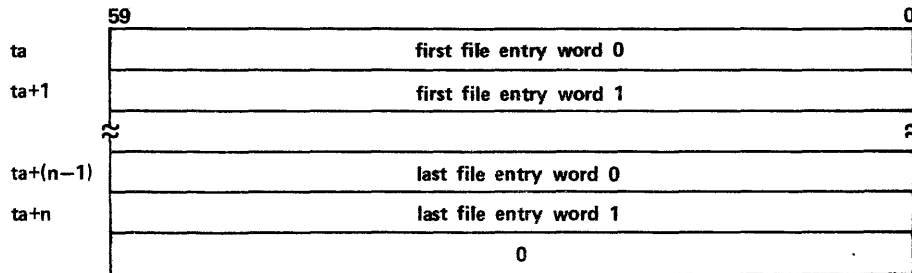 59 0
ta first file entry word 0
ta+1 first file entry word 1
ta+(n−1) last file entry word 0
ta+n last file entry word 1
0